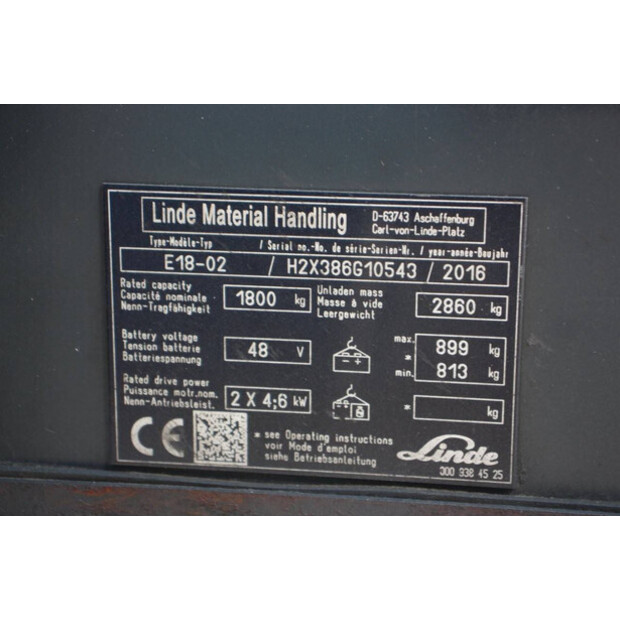 Linde Material Handling
D-63743 Aschaffenburg
Carl-von-Linde-Platz
Type-Modèle-Typ / Serial no.-No. de série-Serien-Nr. / year-année-Baujahr
E18-02 / H2X386G10543 / 2016
Rated capacity
Capacité nominale
Nenn-Tragfähigkeit
1800 kg
Unladen mass
Masse à vide
Leergewicht
2860 kg
Battery voltage
Tension batterie
Batteriespannung
48 V
- +
max. 899 kg
*
min. 813 kg
Rated drive power
Puissance motr.nom.
Nenn-Antriebsleist.
2 X 4;6 kW
* kg
CE
* see Operating instructions
voir Mode d'emploi
siehe Betriebsanleitung
Linde
300 938 45 25